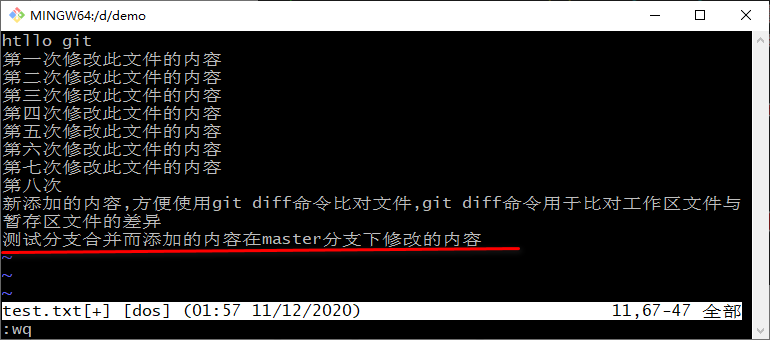 MINGW64:/d/demo
htllo git
第一次修改此文件的内容
第二次修改此文件的内容
第三次修改此文件的内容
第四次修改此文件的内容
第五次修改此文件的内容
第六次修改此文件的内容
第七次修改此文件的内容
第八次
新添加的内容,方便使用git diff命令比对文件,git diff命令用于比对工作区文件与
暂存区文件的差异
测试分支合并而添加的内容在master分支下修改的内容
~
~
~
test.txt[+] [dos] (01:57 11/12/2020) 11,67-47 全部
:wq